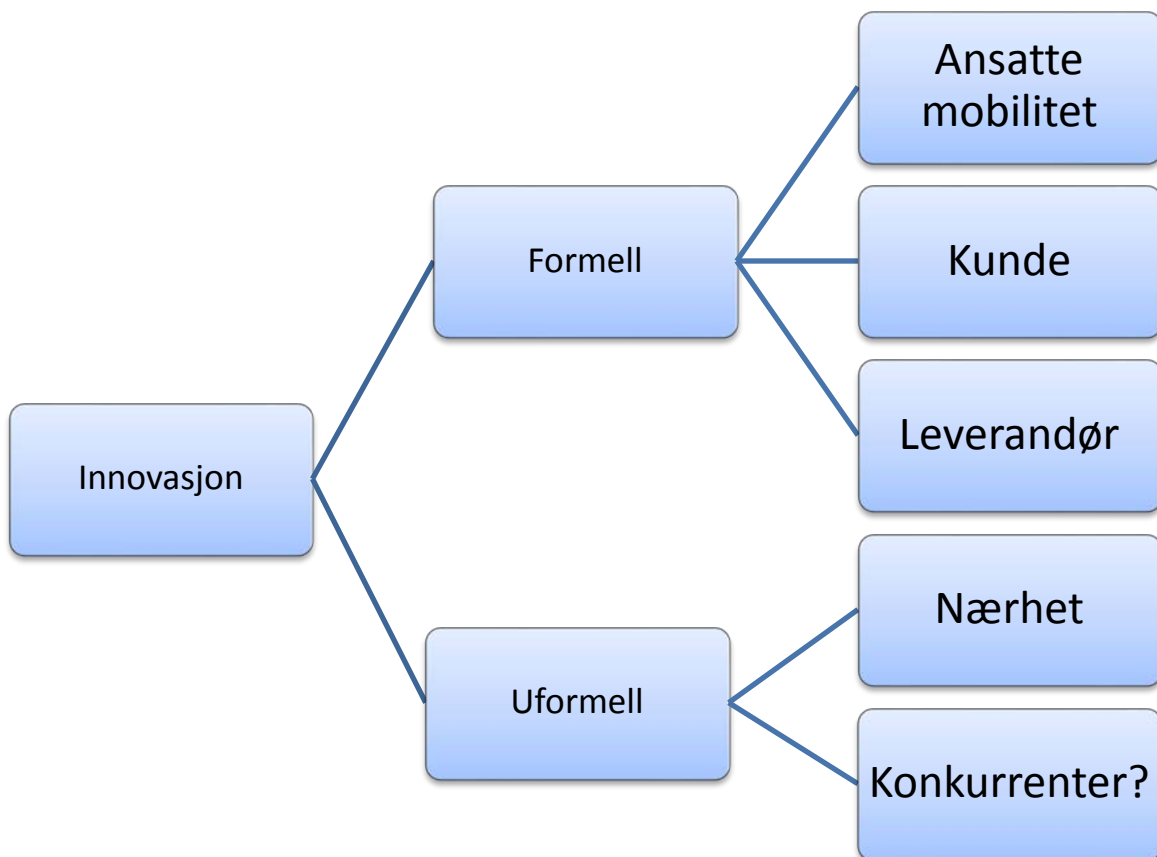 Innovasjon
Formell
Ansatte
mobilitet
Kunde
Leverandør
Uformell
Nærhet
Konkurrenter?